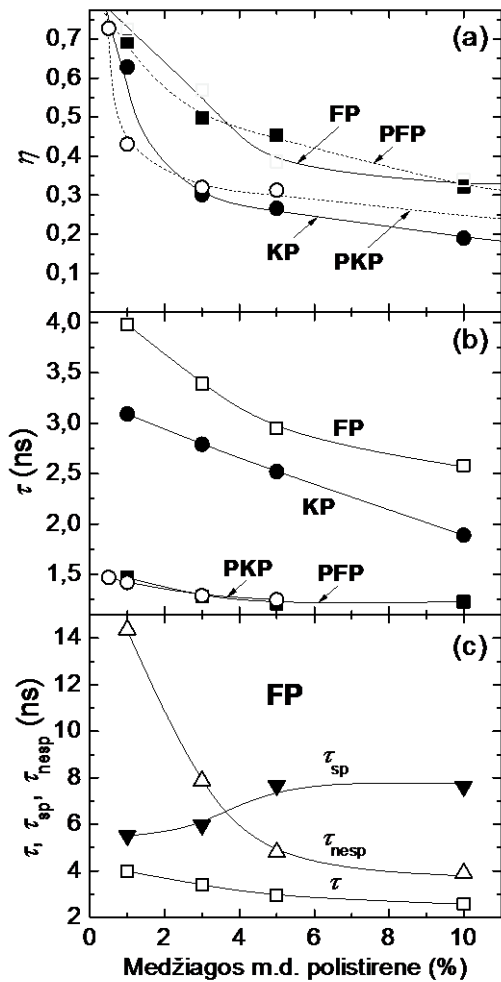 0,7
0,6
0,5
0,4
0,3
0,2
0,1
η
(a)
FP
PFP
KP
PKP
4,0
3,5
3,0
2,5
2,0
1,5
τ (ns)
(b)
FP
KP
PKP
PFP
14
12
10
8
6
4
2
τ, τsp, τnesp (ns)
(c)
FP
τsp
τnesp
τ
0 2 4 6 8 10
Medžiagos m.d. polistirene (%)